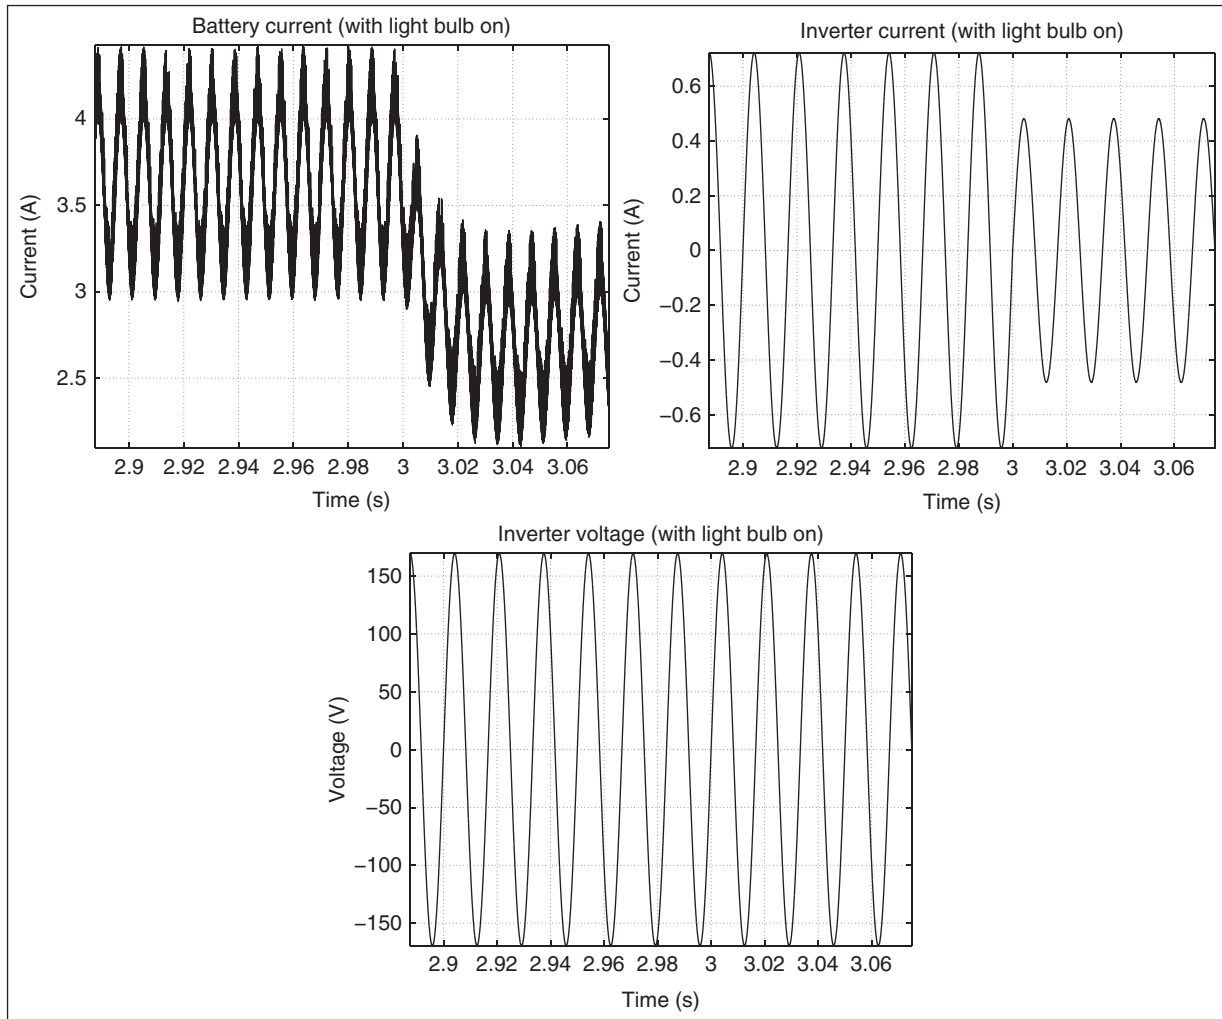 Battery current (with light bulb on)
Current (A)
4
3.5
3
2.5
2.9 2.92 2.94 2.96 2.98 3 3.02 3.04 3.06
Time (s)
Inverter current (with light bulb on)
Current (A)
0.6
0.4
0.2
0
−0.2
−0.4
−0.6
2.9 2.92 2.94 2.96 2.98 3 3.02 3.04 3.06
Time (s)
Inverter voltage (with light bulb on)
Voltage (V)
150
100
50
0
−50
−100
−150
2.9 2.92 2.94 2.96 2.98 3 3.02 3.04 3.06
Time (s)